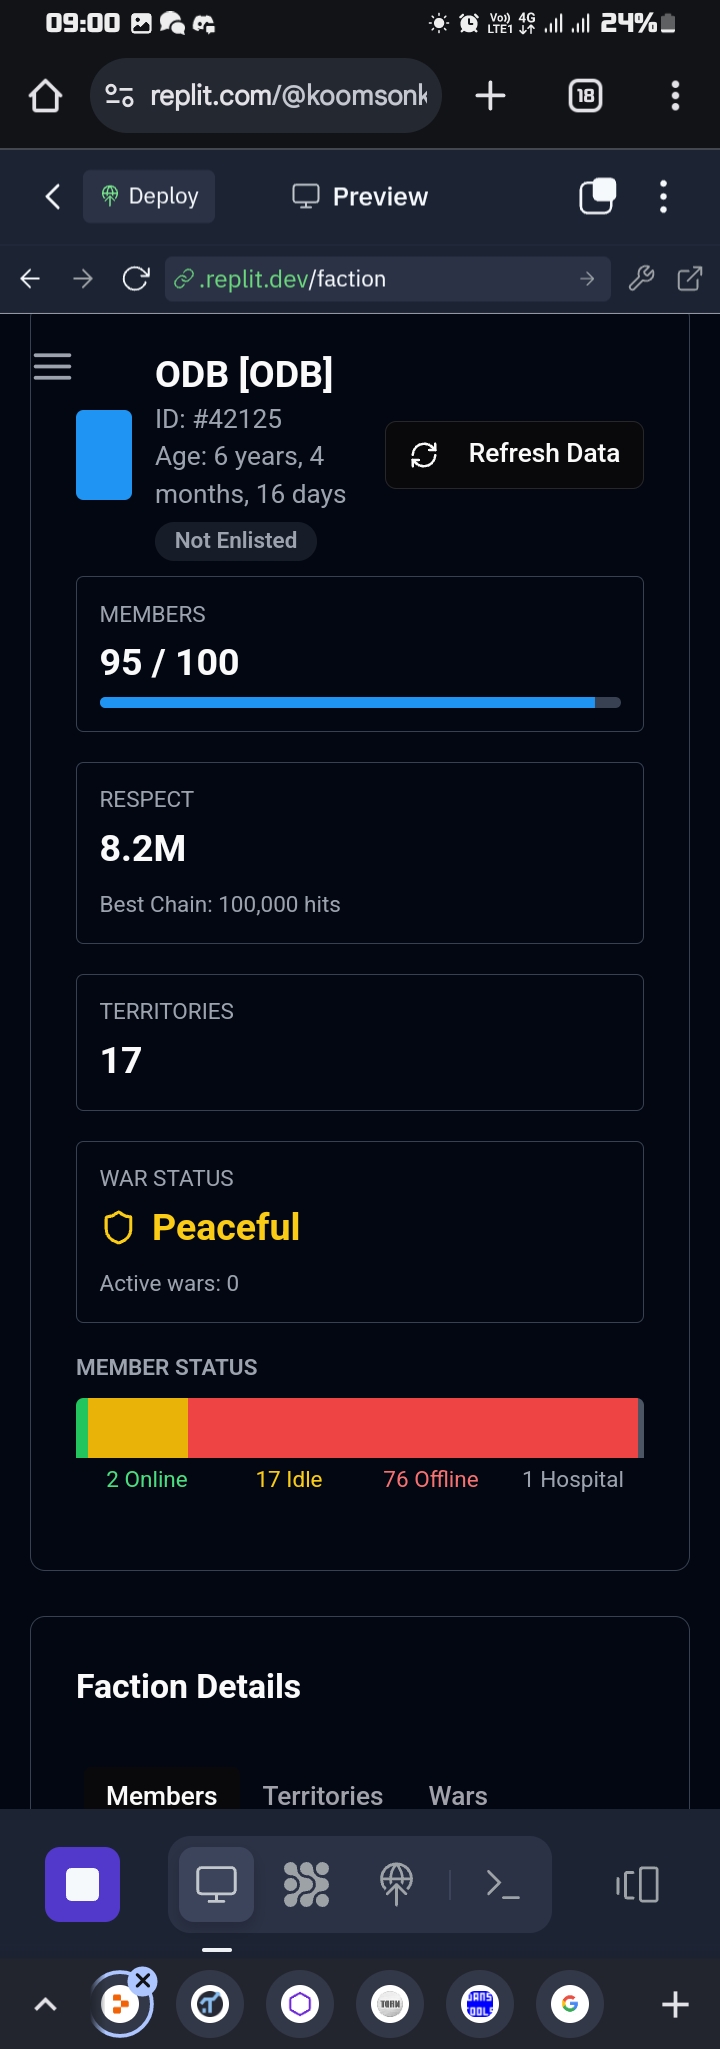 09:00
Vo)) 4G
LTE1
24%
replit.com/@koomsonk
18
Deploy
Preview
.replit.dev/faction
ODB [ODB]
ID: #42125
Age: 6 years, 4
months, 16 days
Refresh Data
Not Enlisted
MEMBERS
95 / 100
RESPECT
8.2M
Best Chain: 100,000 hits
TERRITORIES
17
WAR STATUS
Peaceful
Active wars: 0
MEMBER STATUS
2 Online
17 Idle
76 Offline
1 Hospital
Faction Details
Members
Territories
Wars
TORN